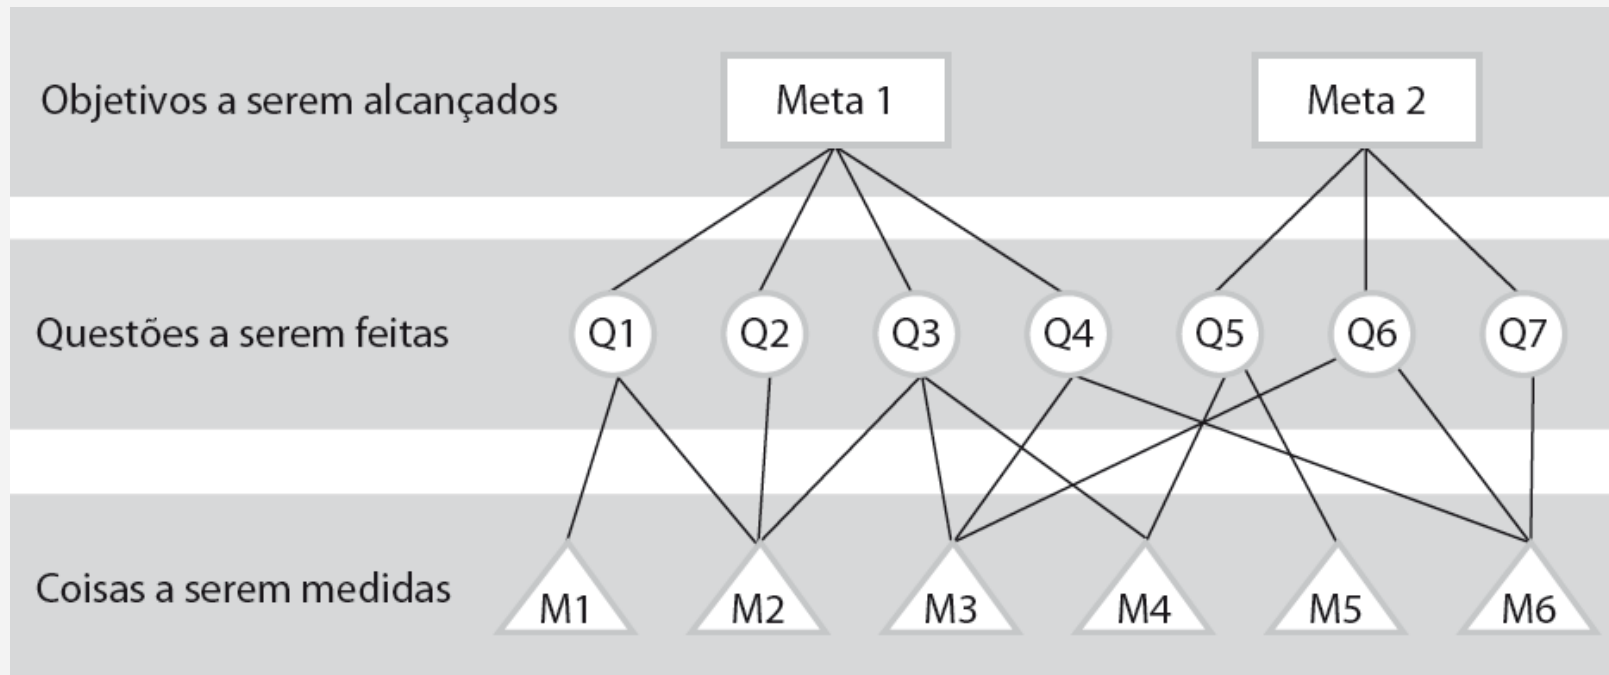 Objetivos a serem alcançados
Meta 1
Meta 2
Questões a serem feitas
Q1
Q2
Q3
Q4
Q5
Q6
Q7
Coisas a serem medidas
M1
M2
M3
M4
M5
M6